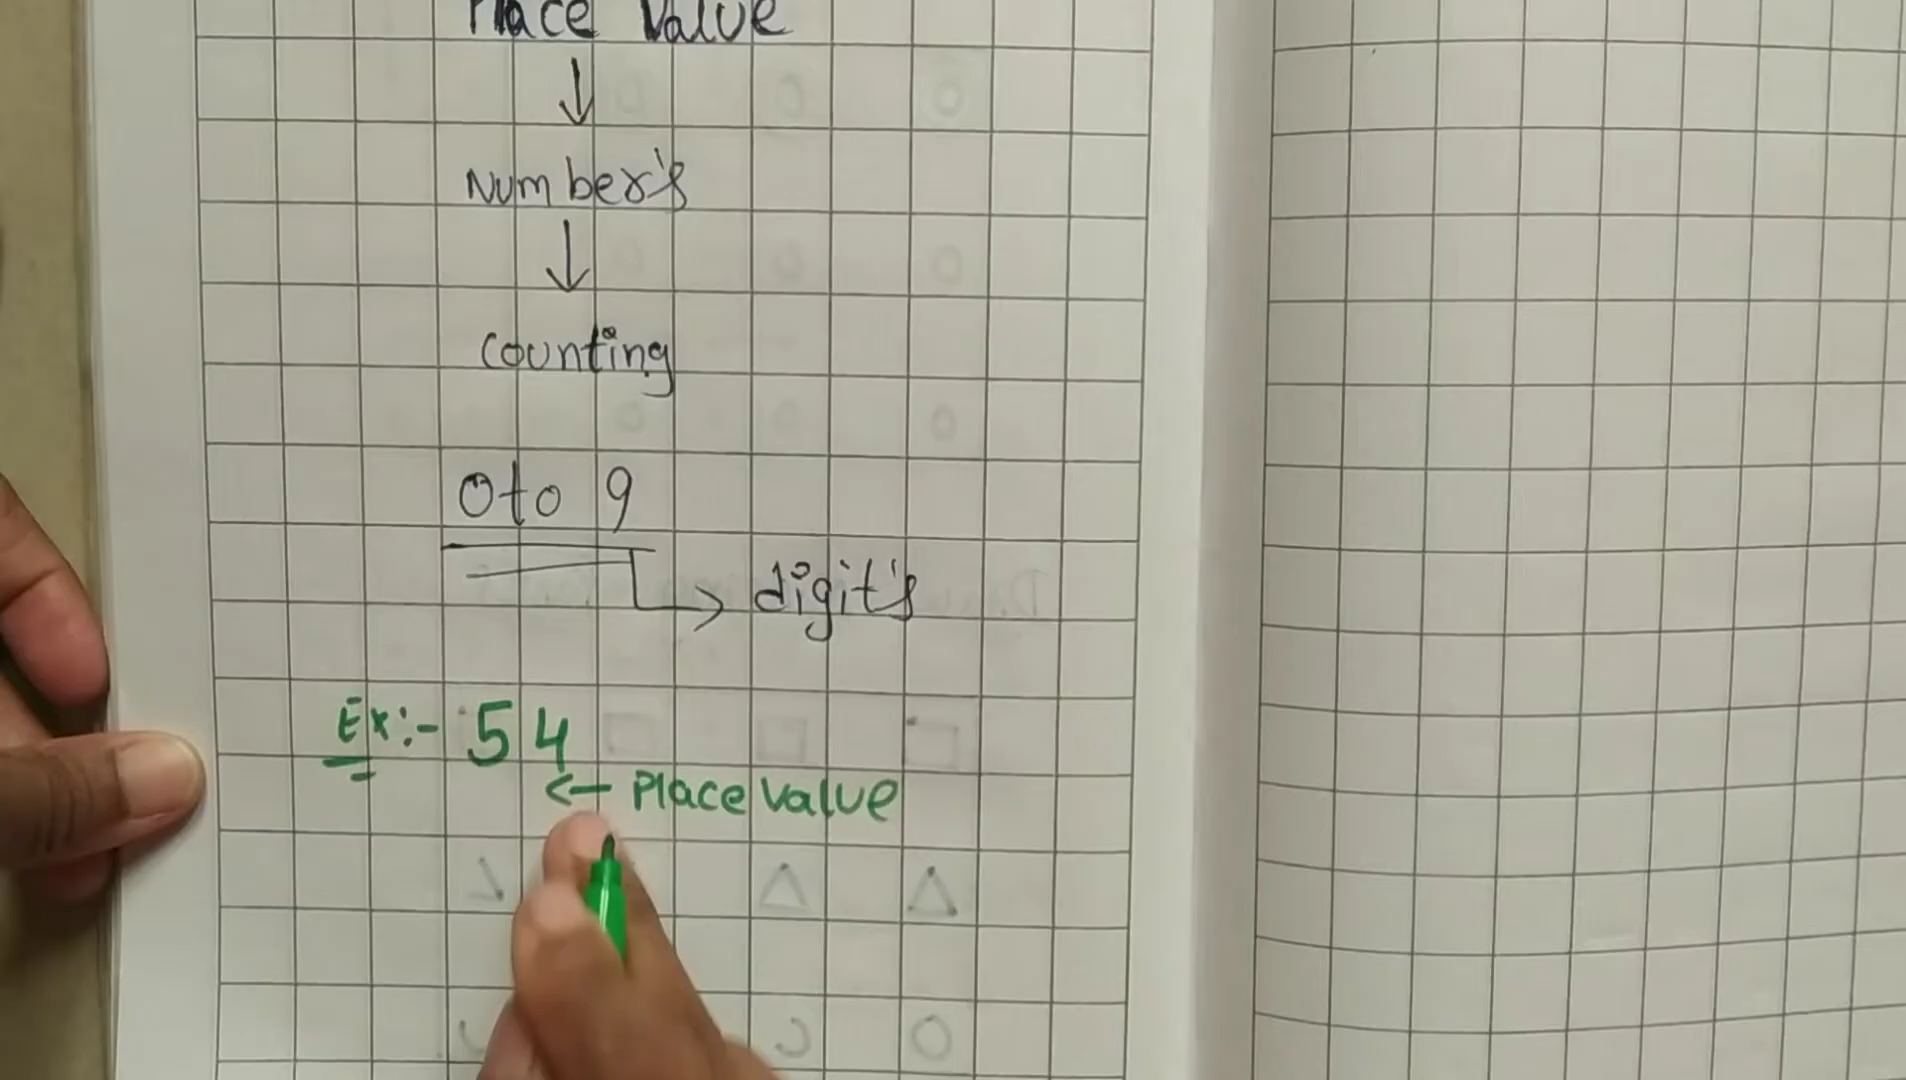 Place Value
↓
Number's
↓
counting
0 to 9
→ digit's
Ex:- 54
← Place Value